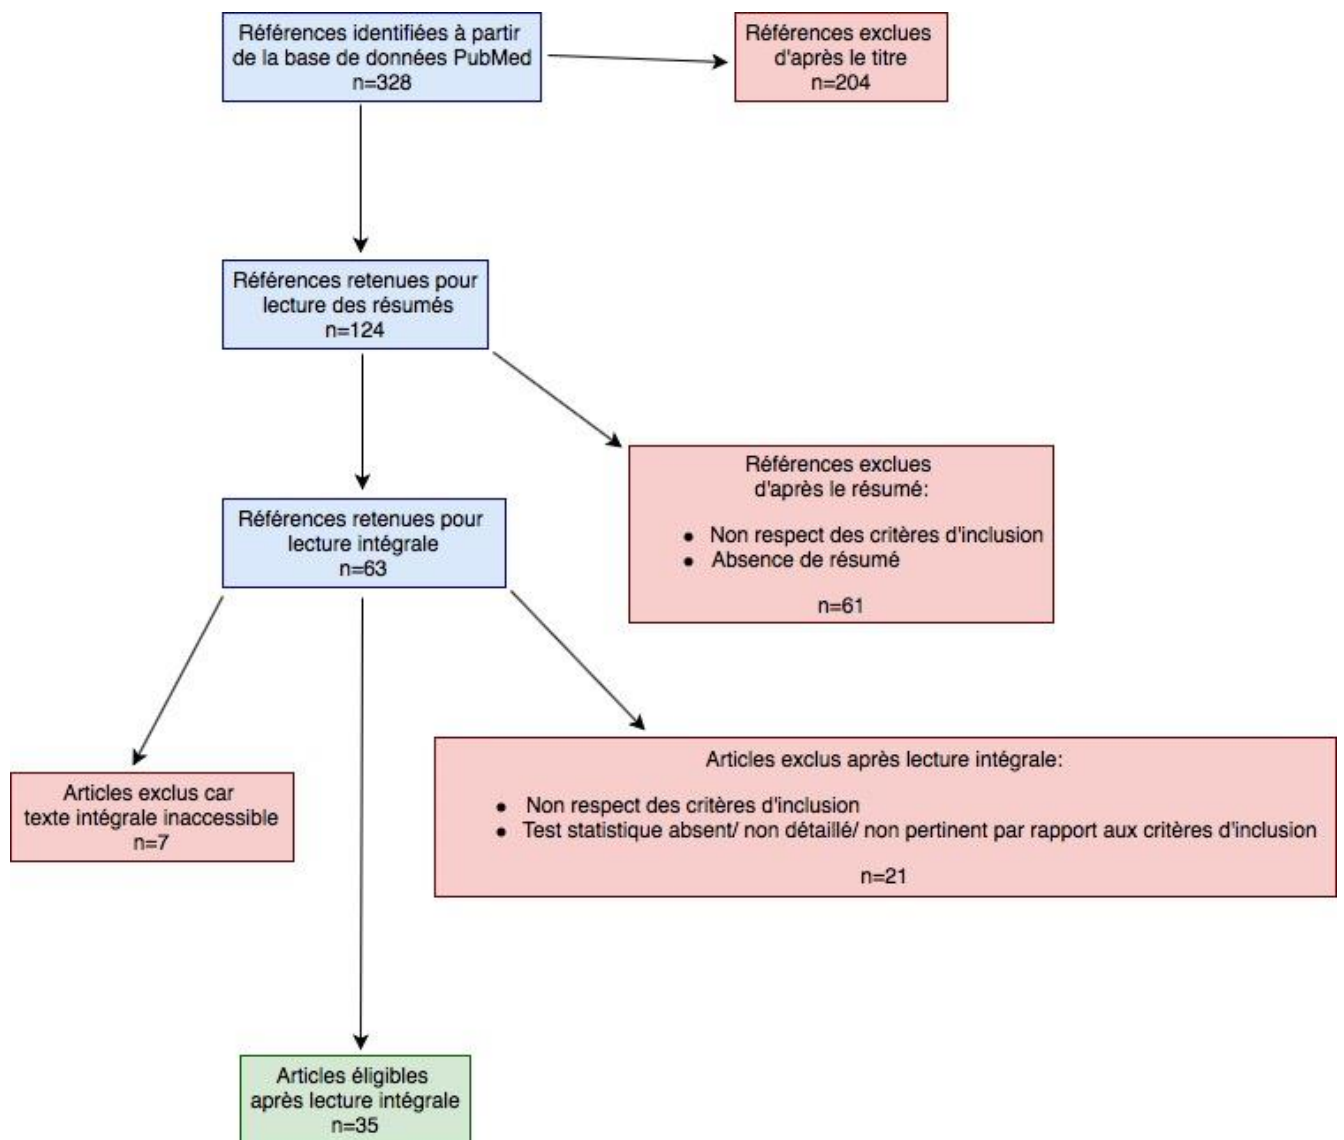 Références identifiées à partir
de la base de données PubMed
n=328
Références exclues
d'après le titre
n=204
Références retenues pour
lecture des résumés
n=124
Références exclues
d'après le résumé:
● Non respect des critères d'inclusion
● Absence de résumé
n=61
Références retenues pour
lecture intégrale
n=63
Articles exclus car
texte intégrale inaccessible
n=7
Articles exclus après lecture intégrale:
● Non respect des critères d'inclusion
● Test statistique absent/ non détaillé/ non pertinent par rapport aux critères d'inclusion
n=21
Articles éligibles
après lecture intégrale
n=35